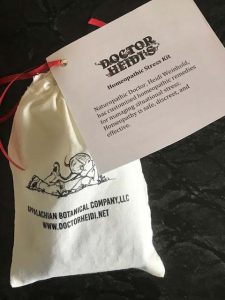 DOCTOR
HEIDI'S
Homeopathic Stress Kit
Naturopathic Doctor, Heidi Weinhold,
has customized homeopathic remedies
for managing situational stress.
Homeopathy is safe, discreet, and
effective.
APPALACHIAN BOTANICAL COMPANY, LLC
WWW.DOCTORHEIDI.NET